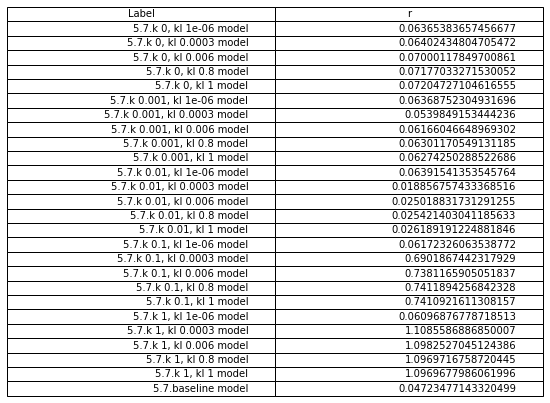 Label r
5.7.k 0, kl 1e-06 model 0.06365383657456677
5.7.k 0, kl 0.0003 model 0.06402434804705472
5.7.k 0, kl 0.006 model 0.07000117849700861
5.7.k 0, kl 0.8 model 0.07177033271530052
5.7.k 0, kl 1 model 0.07204727104616555
5.7.k 0.001, kl 1e-06 model 0.06368752304931696
5.7.k 0.001, kl 0.0003 model 0.0539849153444236
5.7.k 0.001, kl 0.006 model 0.06166046648969302
5.7.k 0.001, kl 0.8 model 0.06301170549131185
5.7.k 0.001, kl 1 model 0.06274250288522686
5.7.k 0.01, kl 1e-06 model 0.06391541353545764
5.7.k 0.01, kl 0.0003 model 0.018856757433368516
5.7.k 0.01, kl 0.006 model 0.025018831731291255
5.7.k 0.01, kl 0.8 model 0.025421403041185633
5.7.k 0.01, kl 1 model 0.026189191224881846
5.7.k 0.1, kl 1e-06 model 0.06172326063538772
5.7.k 0.1, kl 0.0003 model 0.6901867442317929
5.7.k 0.1, kl 0.006 model 0.7381165905051837
5.7.k 0.1, kl 0.8 model 0.7411894256842328
5.7.k 0.1, kl 1 model 0.7410921611308157
5.7.k 1, kl 1e-06 model 0.06096876778718513
5.7.k 1, kl 0.0003 model 1.1085586886850007
5.7.k 1, kl 0.006 model 1.0982527045124386
5.7.k 1, kl 0.8 model 1.0969716758720445
5.7.k 1, kl 1 model 1.0969677986061996
5.7.baseline model 0.04723477143320499